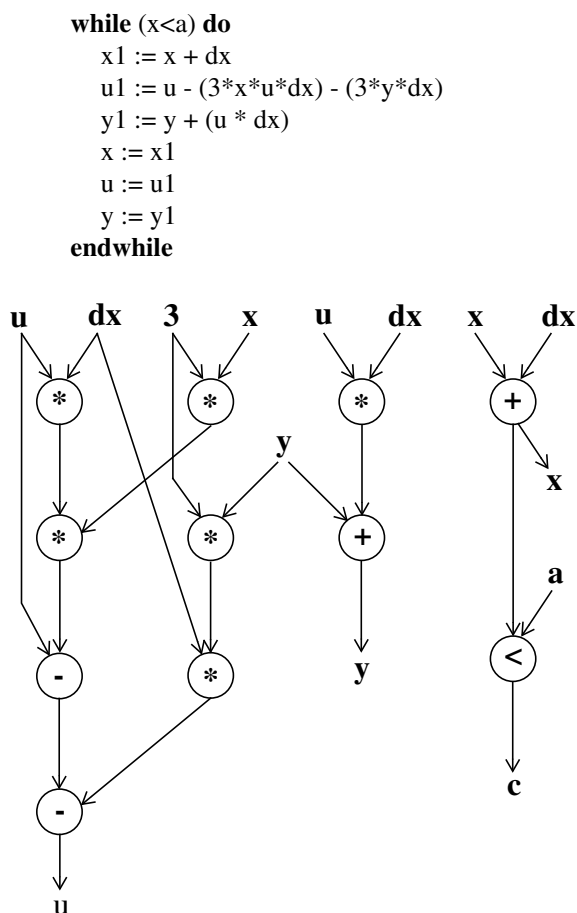 while (x<a) do
x1 := x + dx
u1 := u - (3*x*u*dx) - (3*y*dx)
y1 := y + (u * dx)
x := x1
u := u1
y := y1
endwhile
u dx 3 x u dx x dx
* * * +
y
x
* * +
a
- * y <
c
-
u